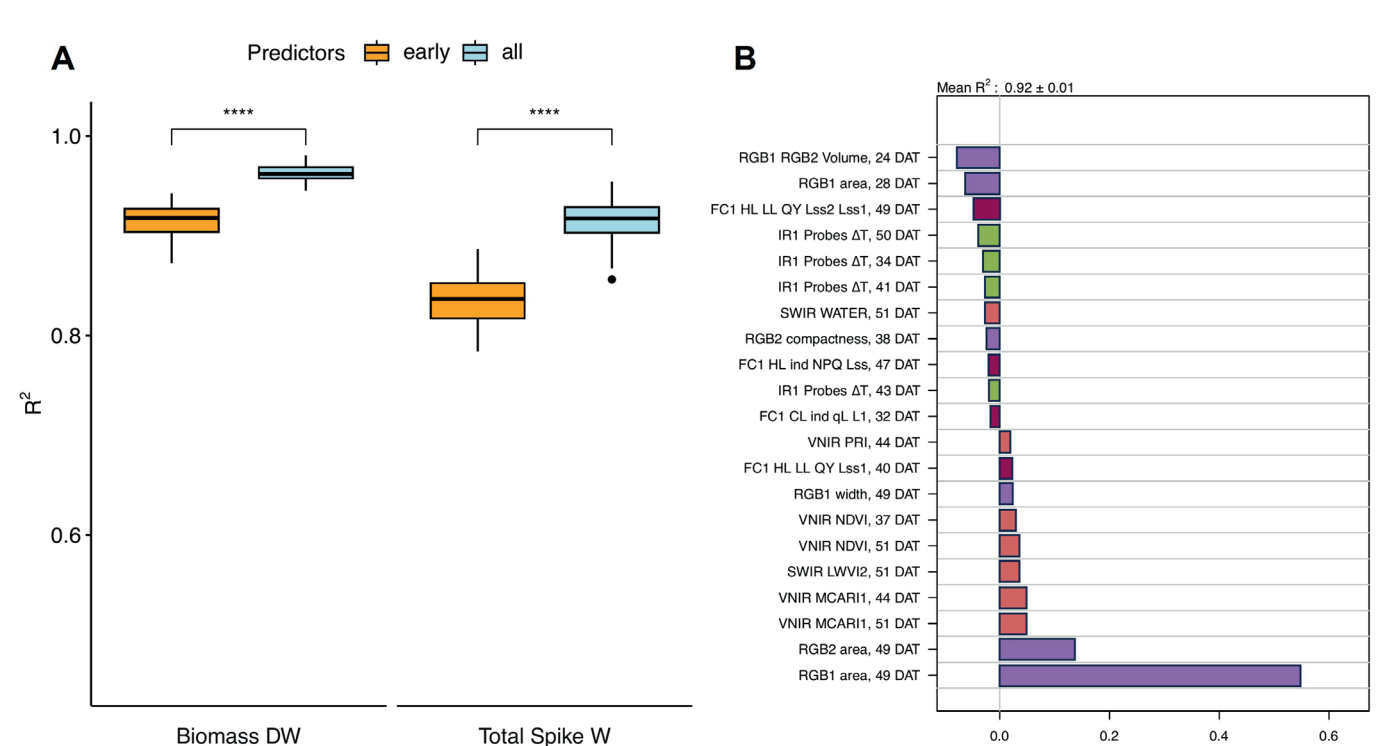 A
Predictors early all
****
****
1.0
0.8
0.6
R2
Biomass DW
Total Spike W
B
Mean R2 : 0.92 ± 0.01
RGB1 RGB2 Volume, 24 DAT
RGB1 area, 28 DAT
FC1 HL LL QY Lss2 Lss1, 49 DAT
IR1 Probes ΔT, 50 DAT
IR1 Probes ΔT, 34 DAT
IR1 Probes ΔT, 41 DAT
SWIR WATER, 51 DAT
RGB2 compactness, 38 DAT
FC1 HL ind NPQ Lss, 47 DAT
IR1 Probes ΔT, 43 DAT
FC1 CL ind qL L1, 32 DAT
VNIR PRI, 44 DAT
FC1 HL LL QY Lss1, 40 DAT
RGB1 width, 49 DAT
VNIR NDVI, 37 DAT
VNIR NDVI, 51 DAT
SWIR LWVI2, 51 DAT
VNIR MCARI1, 44 DAT
VNIR MCARI1, 51 DAT
RGB2 area, 49 DAT
RGB1 area, 49 DAT
0.0 0.2 0.4 0.6